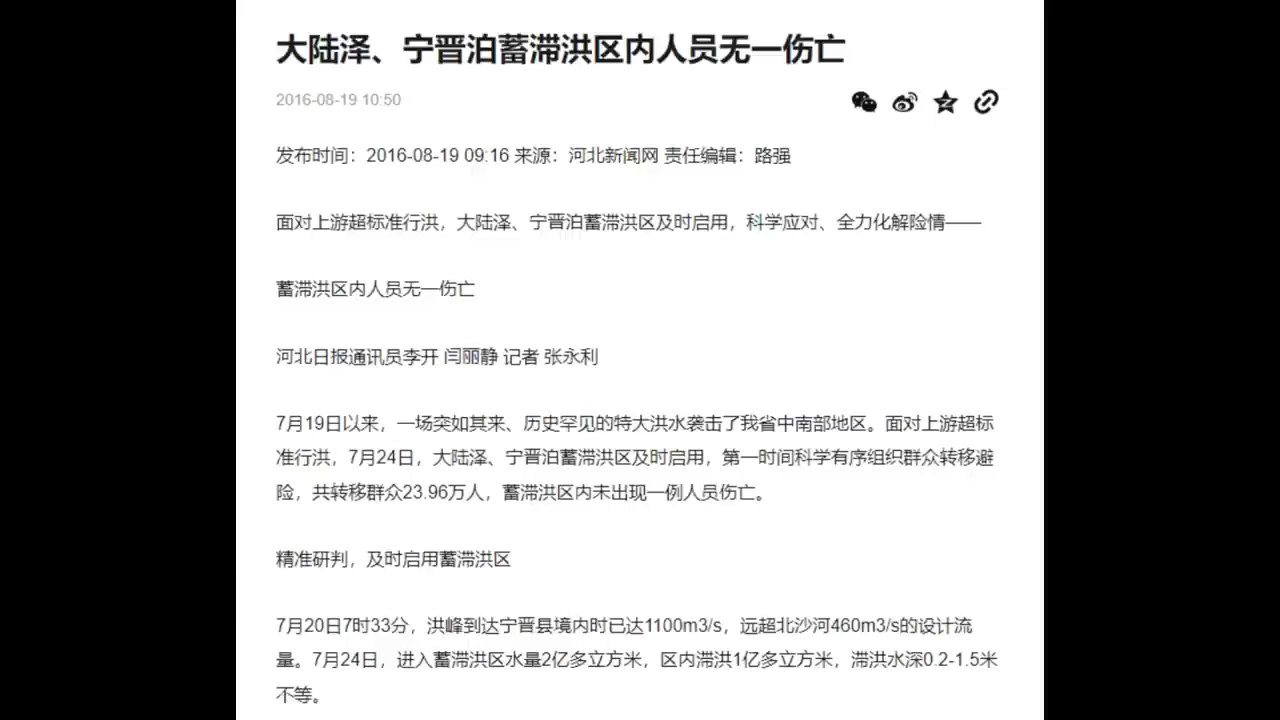 大陆泽、宁晋泊蓄滞洪区内人员无一伤亡
2016-08-19 10:50
发布时间：2016-08-19 09:16 来源：河北新闻网 责任编辑：路强
面对上游超标准行洪，大陆泽、宁晋泊蓄滞洪区及时启用，科学应对、全力化解险情——
蓄滞洪区内人员无一伤亡
河北日报通讯员李开 闫丽静 记者 张永利
7月19日以来，一场突如其来、历史罕见的特大洪水袭击了我省中南部地区。面对上游超标
准行洪，7月24日，大陆泽、宁晋泊蓄滞洪区及时启用，第一时间科学有序组织群众转移避
险，共转移群众23.96万人，蓄滞洪区内未出现一例人员伤亡。
精准研判，及时启用蓄滞洪区
7月20日7时33分，洪峰到达宁晋县境内时已达1100m3/s，远超北沙河460m3/s的设计流
量。7月24日，进入蓄滞洪区水量2亿多立方米，区内滞洪1亿多立方米，滞洪水深0.2-1.5米
不等。